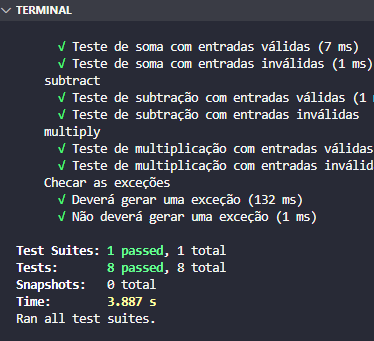 TERMINAL
√ Teste de soma com entradas válidas (7 ms)
√ Teste de soma com entradas inválidas (1 ms)
subtract
√ Teste de subtração com entradas válidas (1
√ Teste de subtração com entradas inválidas
multiply
√ Teste de multiplicação com entradas válidas
√ Teste de multiplicação com entradas inválid
Checar as exceções
√ Deverá gerar uma exceção (132 ms)
√ Não deverá gerar uma exceção (1 ms)
Test Suites: 1 passed, 1 total
Tests: 8 passed, 8 total
Snapshots: 0 total
Time: 3.887 s
Ran all test suites.